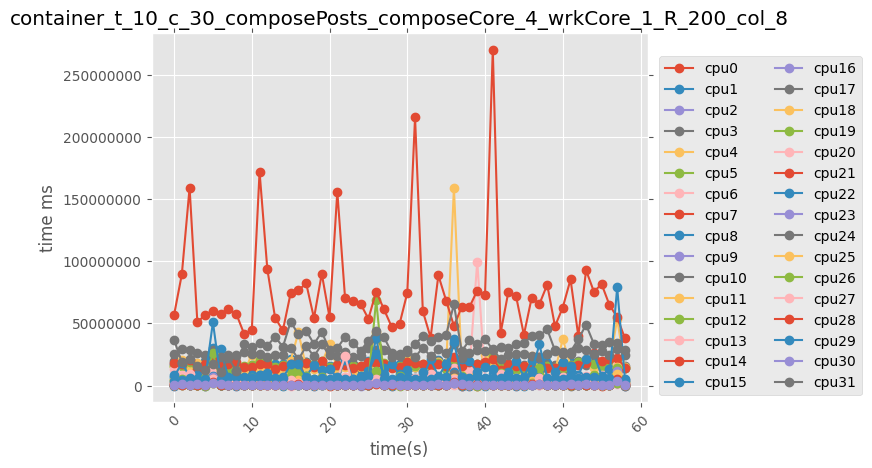 container_t_10_c_30_composePosts_composeCore_4_wrkCore_1_R_200_col_8
time ms
250000000
200000000
150000000
100000000
50000000
0
0
10
20
30
40
50
60
time(s)
cpu0
cpu1
cpu2
cpu3
cpu4
cpu5
cpu6
cpu7
cpu8
cpu9
cpu10
cpu11
cpu12
cpu13
cpu14
cpu15
cpu16
cpu17
cpu18
cpu19
cpu20
cpu21
cpu22
cpu23
cpu24
cpu25
cpu26
cpu27
cpu28
cpu29
cpu30
cpu31